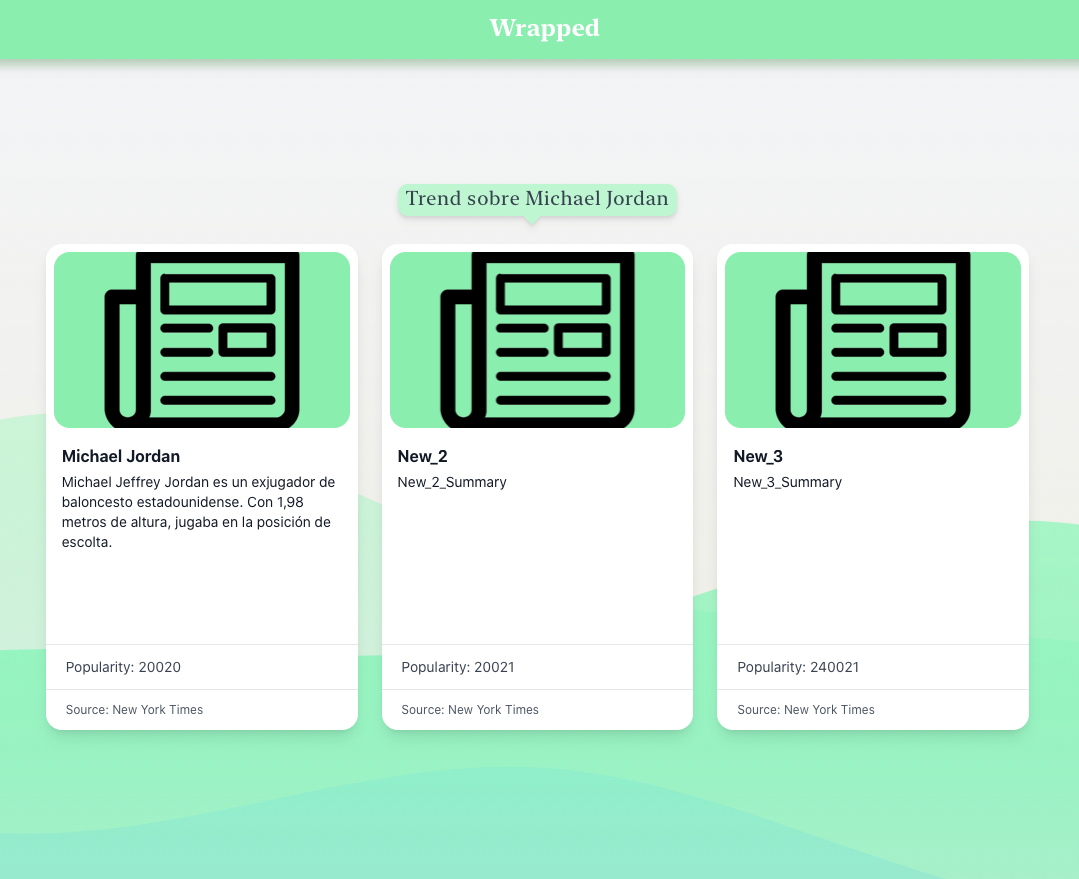 Wrapped
Trend sobre Michael Jordan
Michael Jordan
Michael Jeffrey Jordan es un exjugador de
baloncesto estadounidense. Con 1,98
metros de altura, jugaba en la posición de
escolta.
Popularity: 20020
Source: New York Times
New_2
New_2_Summary
Popularity: 20021
Source: New York Times
New_3
New_3_Summary
Popularity: 240021
Source: New York Times